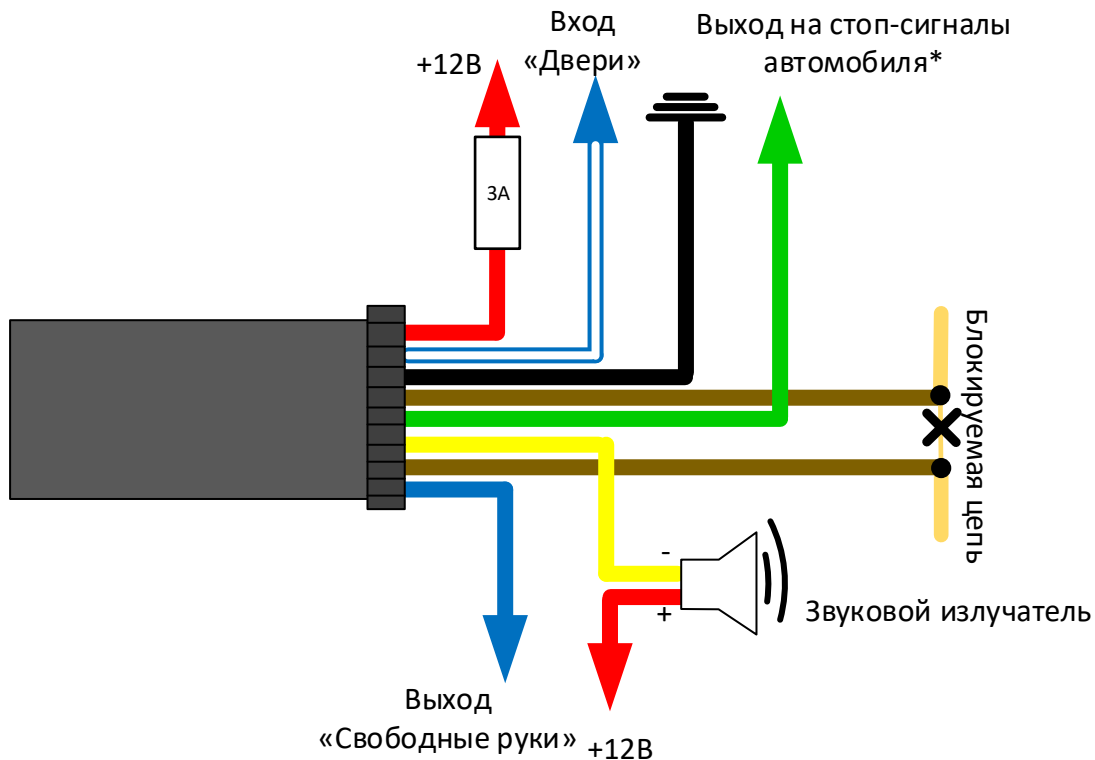 Вход
«Двери»
Выход на стоп-сигналы
автомобиля*
+12В
3А
Блокируемая цепь
-
+
Звуковой излучатель
Выход
«Свободные руки»
+12В